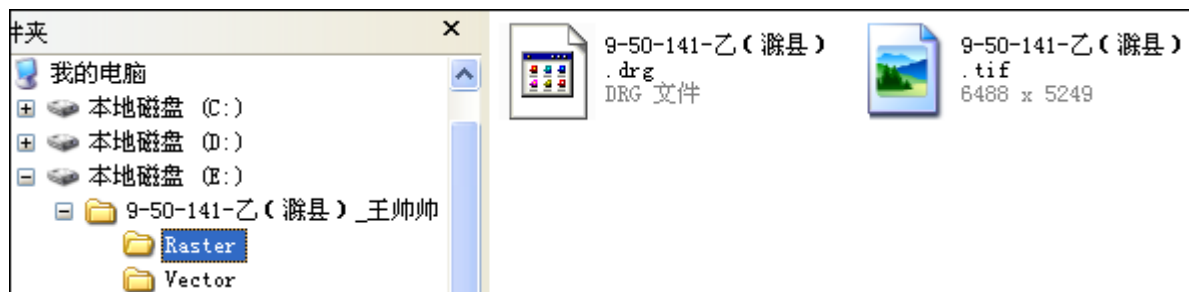 件夹
我的电脑
本地磁盘 (C:)
本地磁盘 (D:)
本地磁盘 (E:)
9-50-141-乙(滁县)_王帅帅
Raster
Vector
9-50-141-乙(滁县)
.drg
DRG 文件
9-50-141-乙(滁县)
.tif
6488 x 5249